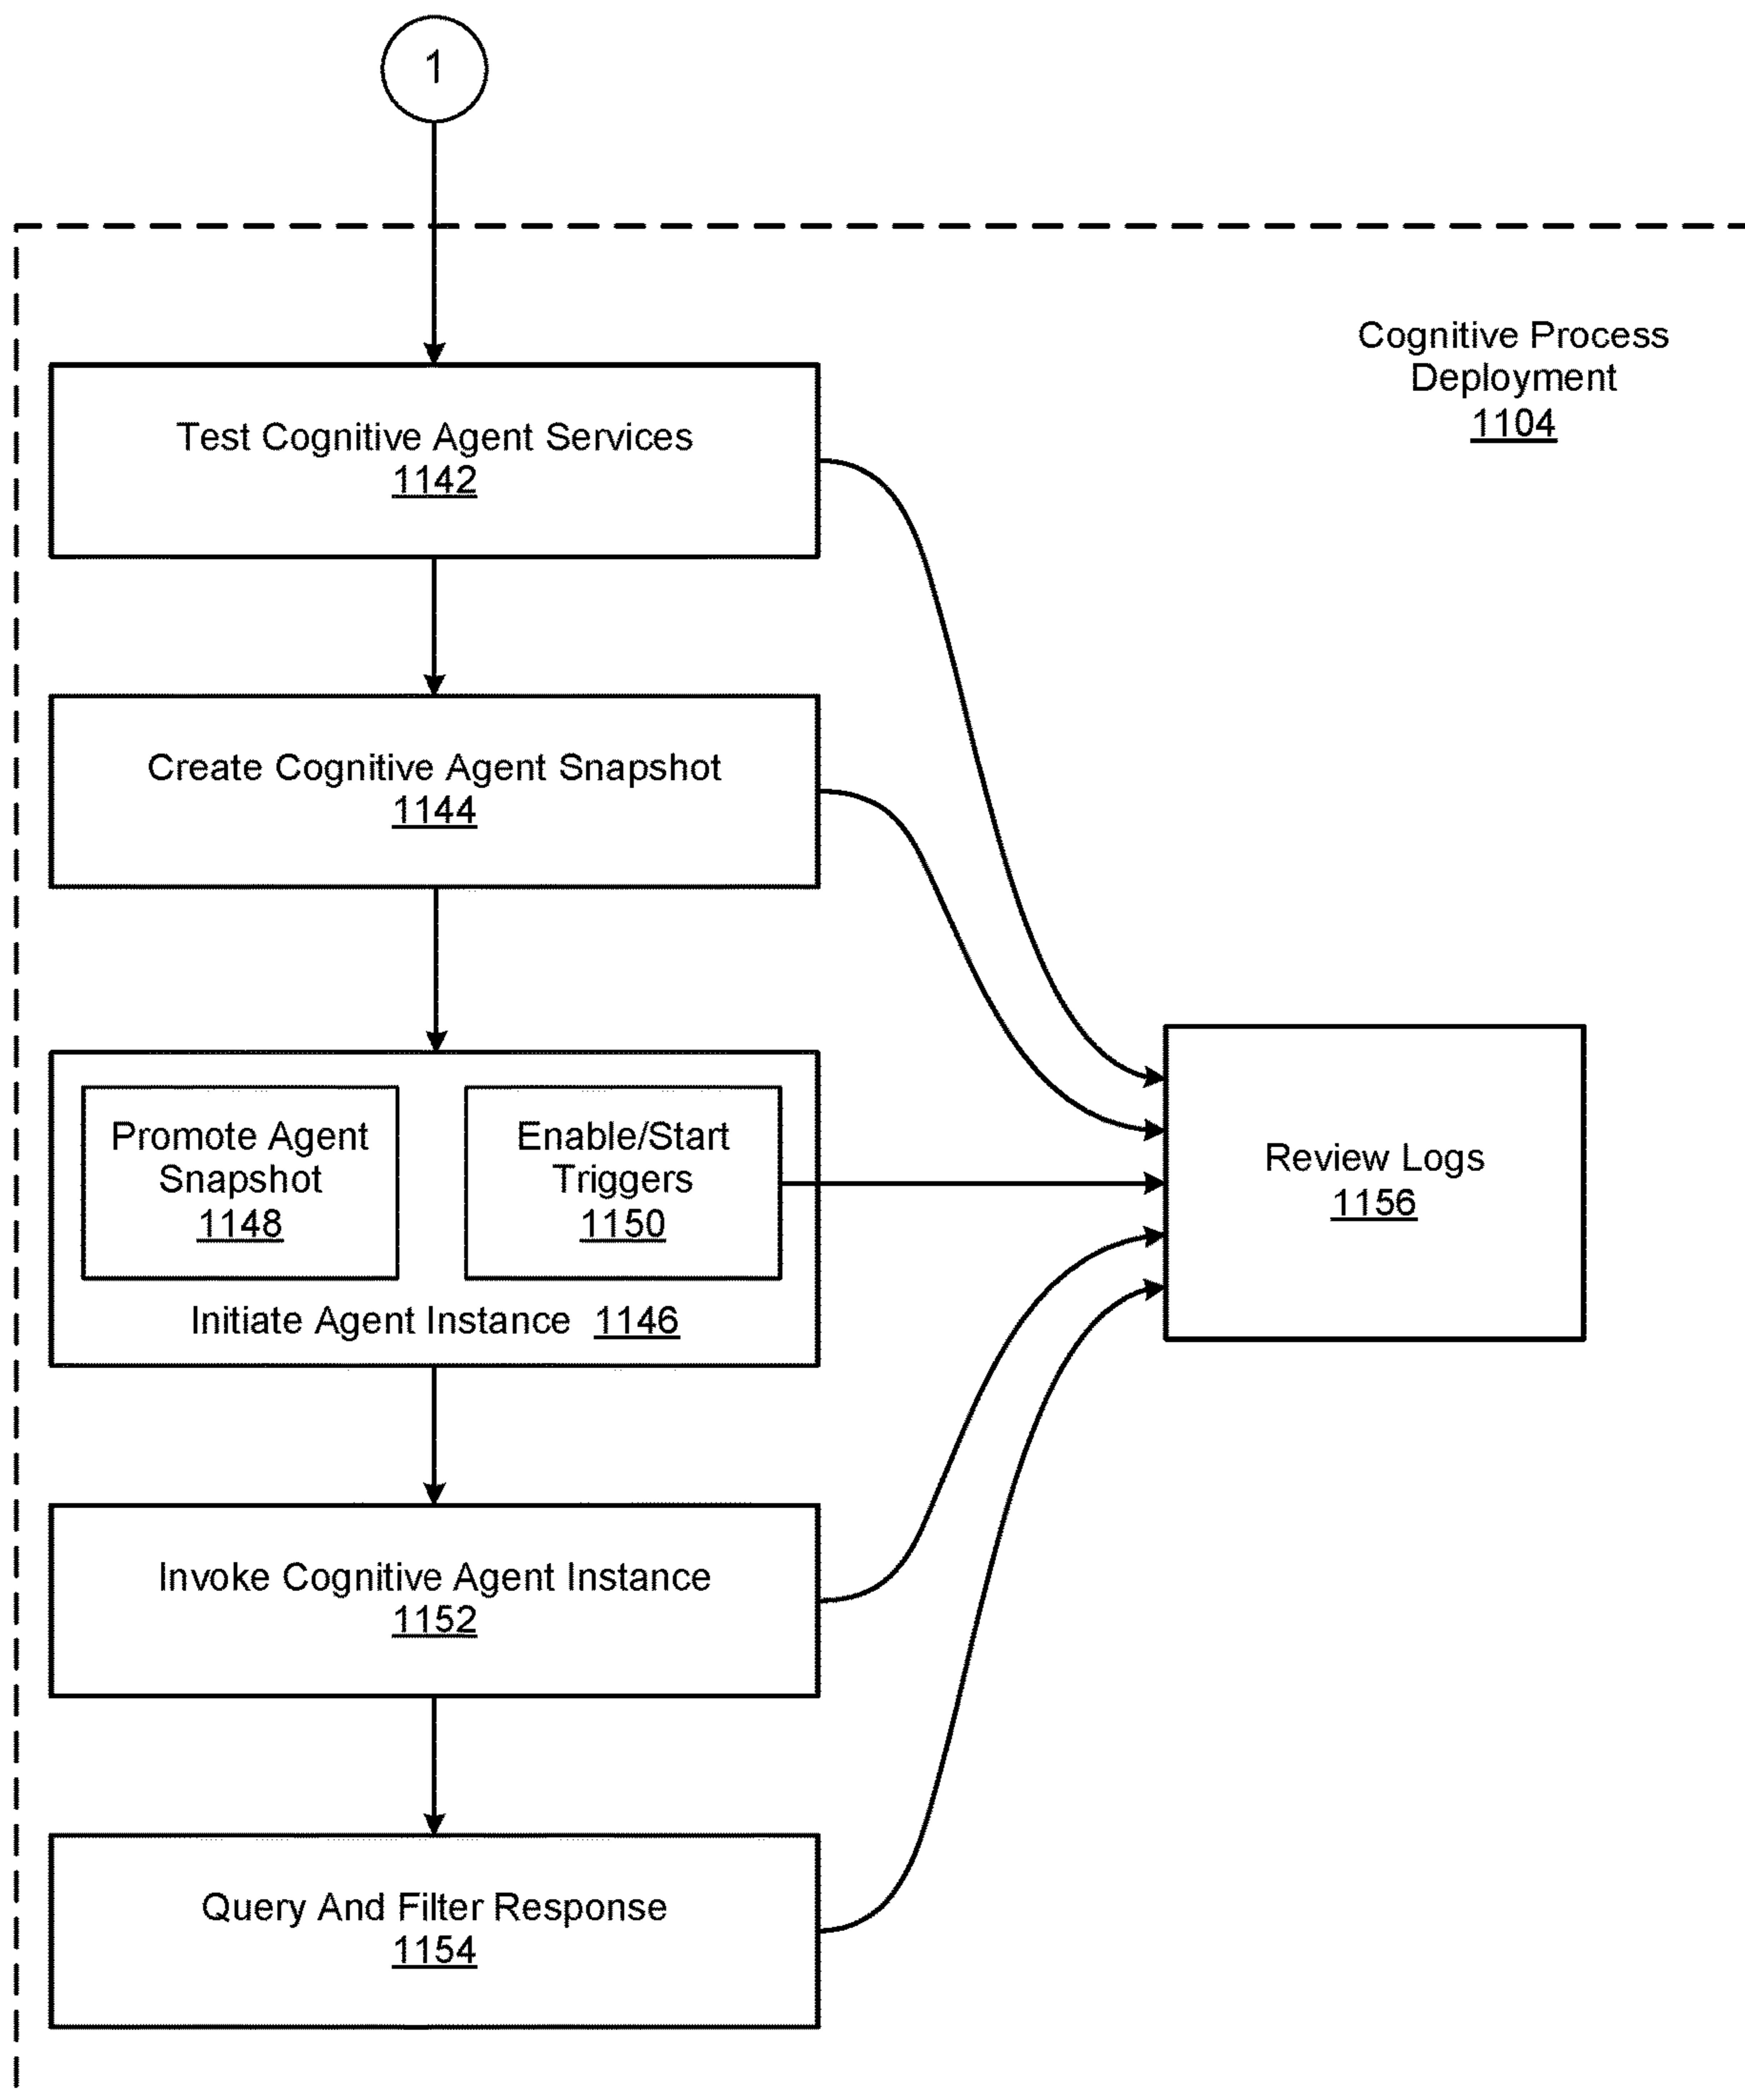 1
Cognitive Process
Deployment
1104
Test Cognitive Agent Services
1142
Create Cognitive Agent Snapshot
1144
Promote Agent
Snapshot
1148
Enable/Start
Triggers
1150
Initiate Agent Instance 1146
Review Logs
1156
Invoke Cognitive Agent Instance
1152
Query And Filter Response
1154